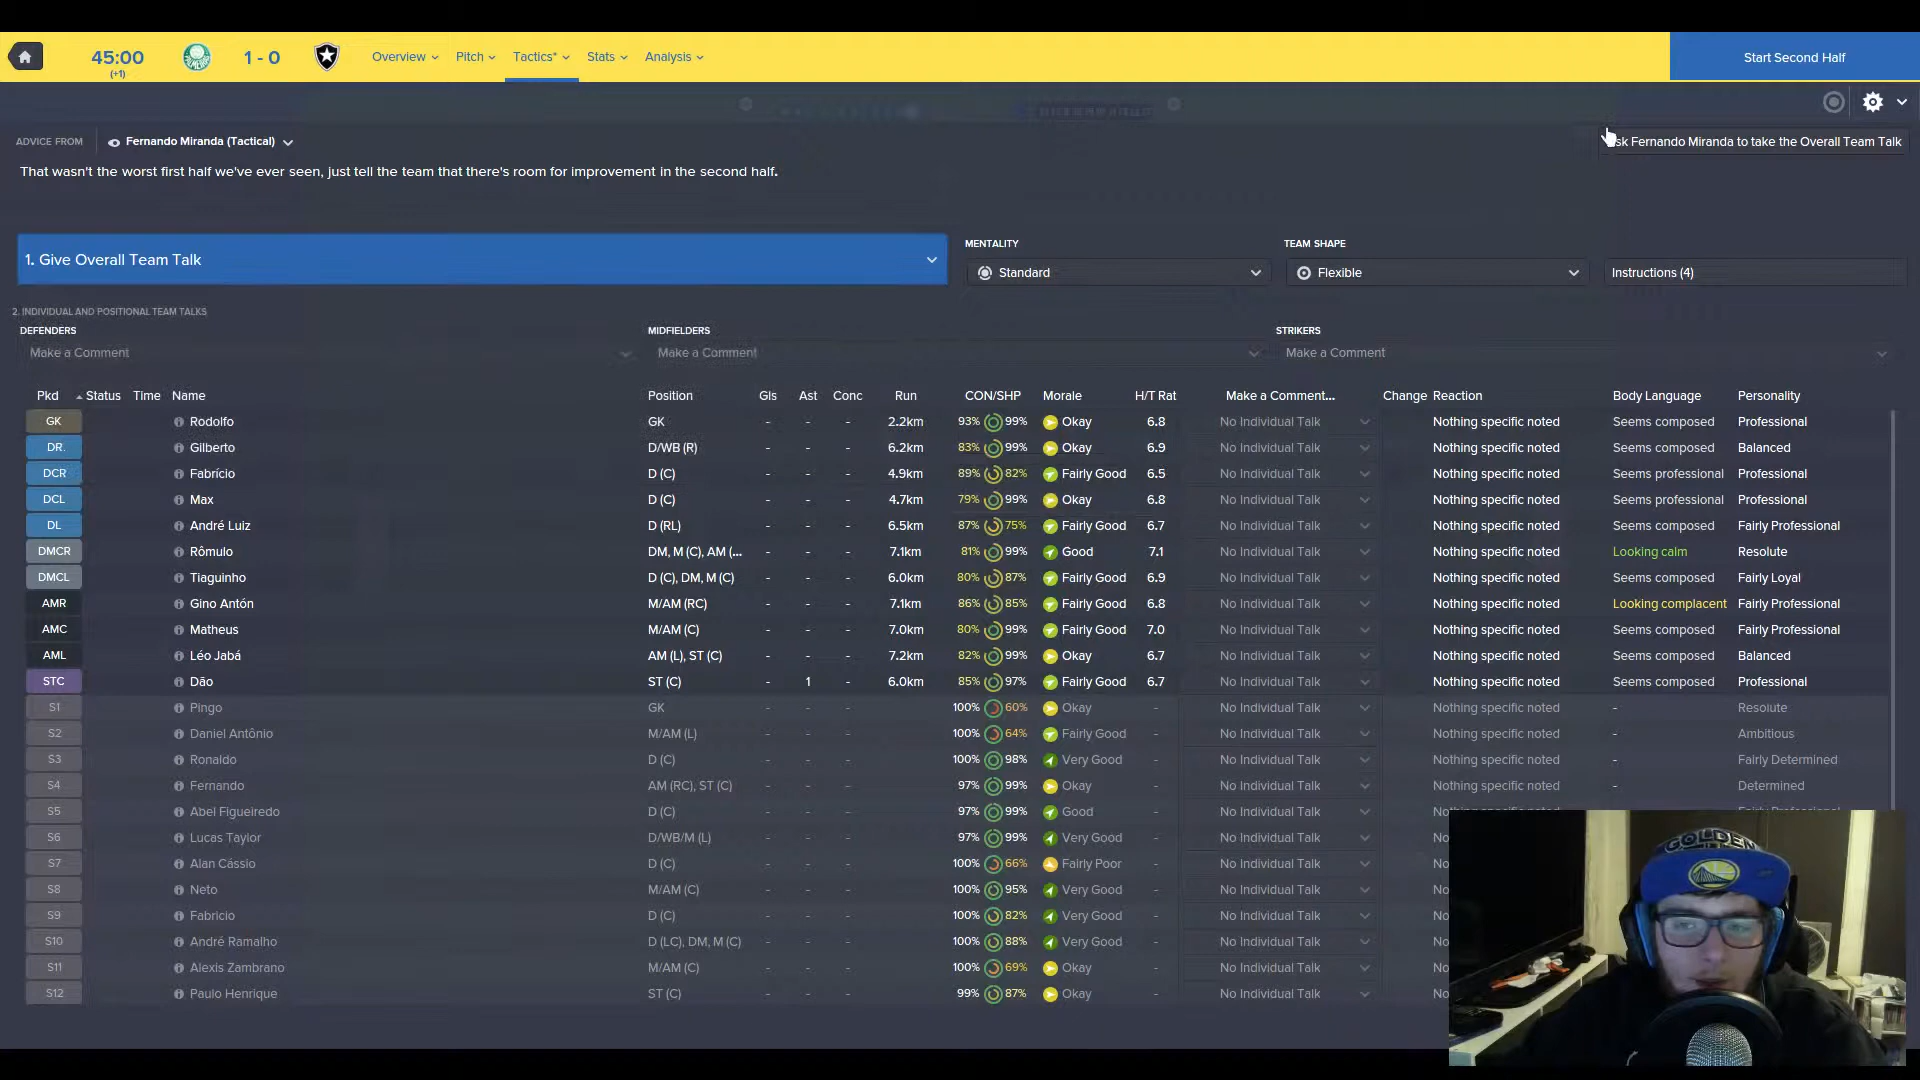 45:00
(+1)
1 - 0
Overview
Pitch
Tactics*
Stats
Analysis
Start Second Half
ADVICE FROM
Fernando Miranda (Tactical)
sk Fernando Miranda to take the Overall Team Talk
That wasn't the worst first half we've ever seen, just tell the team that there's room for improvement in the second half.
1. Give Overall Team Talk
MENTALITY
Standard
TEAM SHAPE
Flexible
Instructions (4)
2. INDIVIDUAL AND POSITIONAL TEAM TALKS
DEFENDERS
Make a Comment
MIDFIELDERS
Make a Comment
STRIKERS
Make a Comment
Pkd Status Time Name Position Gls Ast Conc Run CON/SHP Morale H/T Rat Make a Comment... Change Reaction Body Language Personality
GK Rodolfo GK - - - 2.2km 93% 99% Okay 6.8 No Individual Talk Nothing specific noted Seems composed Professional
DR Gilberto D/WB (R) - - - 6.2km 83% 99% Okay 6.9 No Individual Talk Nothing specific noted Seems composed Balanced
DCR Fabrício D (C) - - - 4.9km 89% 82% Fairly Good 6.5 No Individual Talk Nothing specific noted Seems professional Professional
DCL Max D (C) - - - 4.7km 79% 99% Okay 6.8 No Individual Talk Nothing specific noted Seems professional Professional
DL André Luiz D (RL) - - - 6.5km 87% 75% Fairly Good 6.7 No Individual Talk Nothing specific noted Seems composed Fairly Professional
DMCR Rômulo DM, M (C), AM (... - - - 7.1km 81% 99% Good 7.1 No Individual Talk Nothing specific noted Looking calm Resolute
DMCL Tiaguinho D (C), DM, M (C) - - - 6.0km 80% 87% Fairly Good 6.9 No Individual Talk Nothing specific noted Seems composed Fairly Loyal
AMR Gino Antón M/AM (RC) - - - 7.1km 86% 85% Fairly Good 6.8 No Individual Talk Nothing specific noted Looking complacent Fairly Professional
AMC Matheus M/AM (C) - - - 7.0km 80% 99% Fairly Good 7.0 No Individual Talk Nothing specific noted Seems composed Fairly Professional
AML Léo Jabá AM (L), ST (C) - - - 7.2km 82% 99% Okay 6.7 No Individual Talk Nothing specific noted Seems composed Balanced
STC Dão ST (C) - 1 - 6.0km 85% 97% Fairly Good 6.7 No Individual Talk Nothing specific noted Seems composed Professional
S1 Pingo GK - - - 100% 60% Okay - No Individual Talk Nothing specific noted - Resolute
S2 Daniel Antônio M/AM (L) - - - 100% 64% Fairly Good - No Individual Talk Nothing specific noted - Ambitious
S3 Ronaldo D (C) - - - 100% 98% Very Good - No Individual Talk Nothing specific noted - Fairly Determined
S4 Fernando AM (RC), ST (C) - - - 97% 99% Okay - No Individual Talk Nothing specific noted - Determined
S5 Abel Figueiredo D (C) - - - 97% 99% Good - No Individual Talk
S6 Lucas Taylor D/WB/M (L) - - - 97% 99% Very Good - No Individual Talk No
S7 Alan Cássio D (C) - - - 100% 66% Fairly Poor - No Individual Talk No
S8 Neto M/AM (C) - - - 100% 95% Very Good - No Individual Talk No
S9 Fabricio D (C) - - - 100% 82% Very Good - No Individual Talk No
S10 André Ramalho D (LC), DM, M (C) - - - 100% 88% Very Good - No Individual Talk No
S11 Alexis Zambrano M/AM (C) - - - 100% 69% Okay - No Individual Talk No
S12 Paulo Henrique ST (C) - - - 99% 87% Okay - No Individual Talk No
GOLDEN